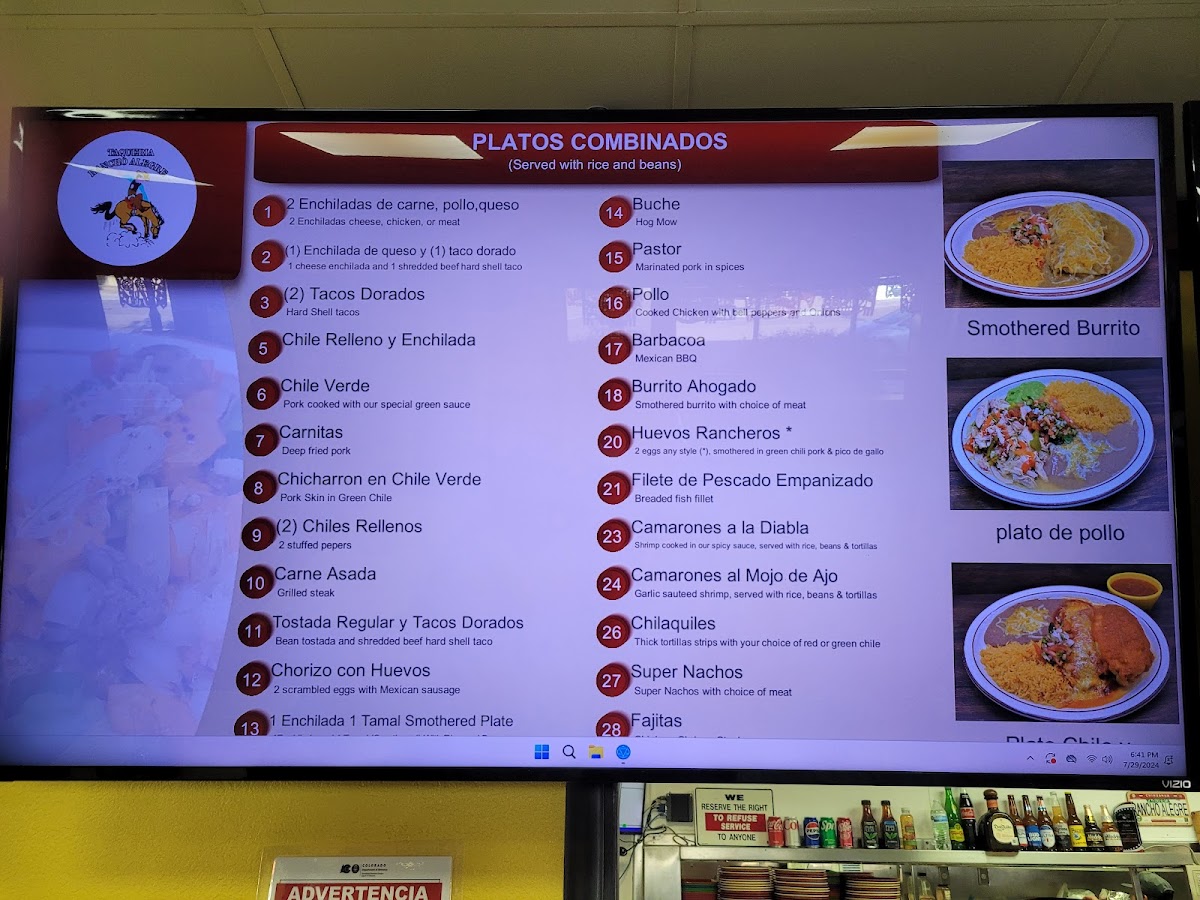 TAQUERIA
RANCHO ALEGRE
PLATOS COMBINADOS
(Served with rice and beans)
1 2 Enchiladas de carne, pollo,queso
2 Enchiladas cheese, chicken, or meat
2 (1) Enchilada de queso y (1) taco dorado
1 cheese enchilada and 1 shredded beef hard shell taco
3 (2) Tacos Dorados
Hard Shell tacos
5 Chile Relleno y Enchilada
6 Chile Verde
Pork cooked with our special green sauce
7 Carnitas
Deep fried pork
8 Chicharron en Chile Verde
Pork Skin in Green Chile
9 (2) Chiles Rellenos
2 stuffed pepers
10 Carne Asada
Grilled steak
11 Tostada Regular y Tacos Dorados
Bean tostada and shredded beef hard shell taco
12 Chorizo con Huevos
2 scrambled eggs with Mexican sausage
13 1 Enchilada 1 Tamal Smothered Plate
14 Buche
Hog Mow
15 Pastor
Marinated pork in spices
16 Pollo
Cooked Chicken with bell peppers and Onions
17 Barbacoa
Mexican BBQ
18 Burrito Ahogado
Smothered burrito with choice of meat
20 Huevos Rancheros *
2 eggs any style (*), smothered in green chili pork & pico de gallo
21 Filete de Pescado Empanizado
Breaded fish fillet
23 Camarones a la Diabla
Shrimp cooked in our spicy sauce, served with rice, beans & tortillas
24 Camarones al Mojo de Ajo
Garlic sauteed shrimp, served with rice, beans & tortillas
26 Chilaquiles
Thick tortillas strips with your choice of red or green chile
27 Super Nachos
Super Nachos with choice of meat
28 Fajitas
Smothered Burrito
plato de pollo
Plato Chile y
6:41 PM
7/29/2024
VIZIO
WE
RESERVE THE RIGHT
TO REFUSE
SERVICE
TO ANYONE
RANCHO ALEGRE
COLORADO
ADVERTENCIA